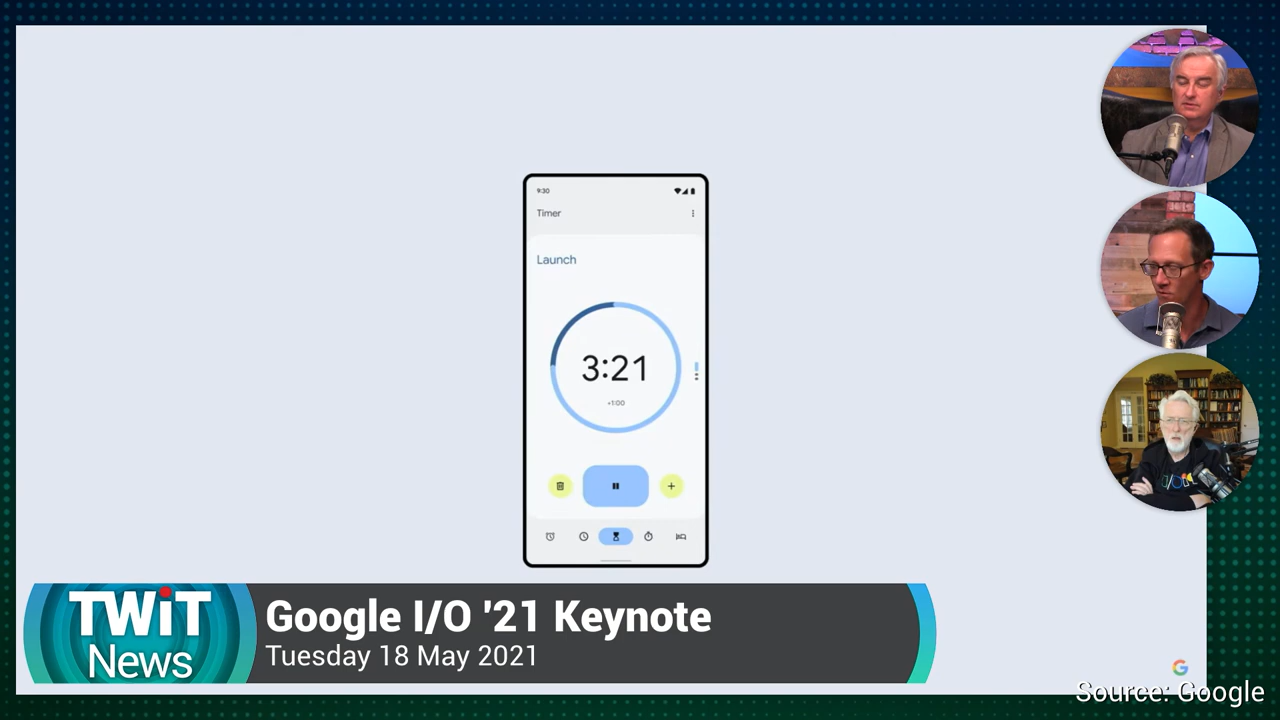 9:30
Timer
Launch
3:21
+1:00
TWiT
News
Google I/O '21 Keynote
Tuesday 18 May 2021
Source: Google